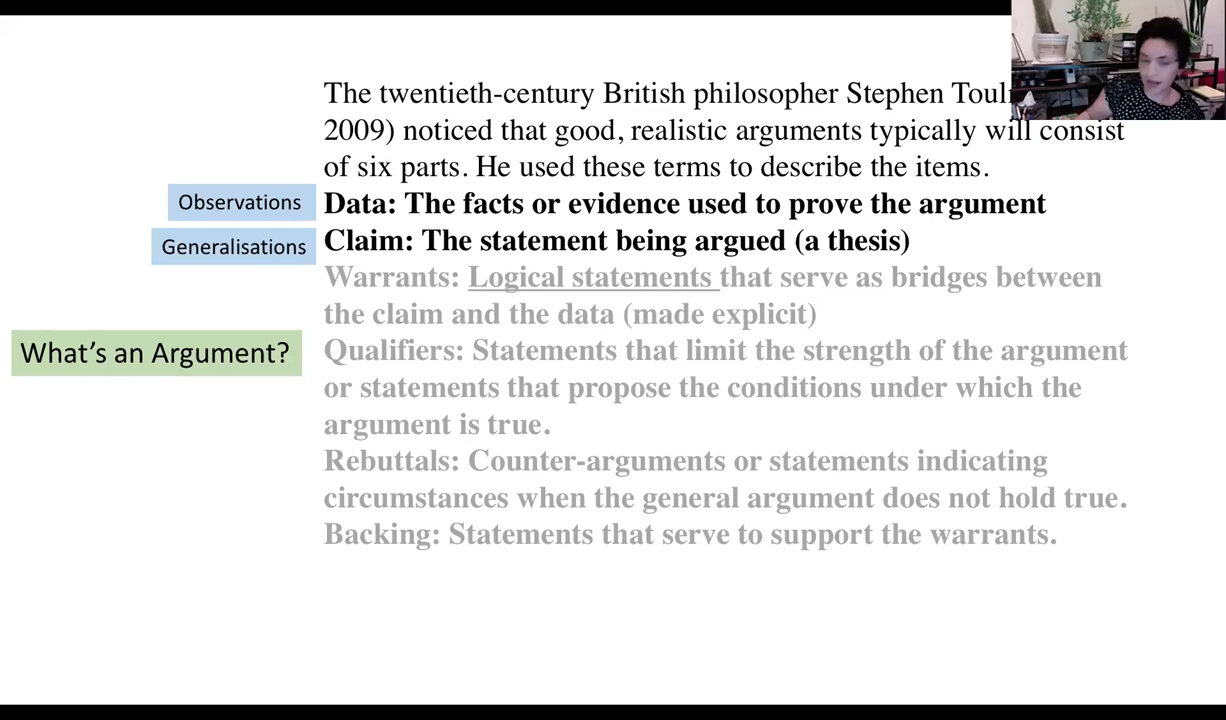 The twentieth-century British philosopher Stephen
2009) noticed that good, realistic arguments typically will consist
of six parts. He used these terms to describe the items.
Observations
Data: The facts or evidence used to prove the argument
Generalisations
Claim: The statement being argued (a thesis)
Warrants: Logical statements that serve as bridges between
the claim and the data (made explicit)
What's an Argument?
Qualifiers: Statements that limit the strength of the argument
or statements that propose the conditions under which the
argument is true.
Rebuttals: Counter-arguments or statements indicating
circumstances when the general argument does not hold true.
Backing: Statements that serve to support the warrants.